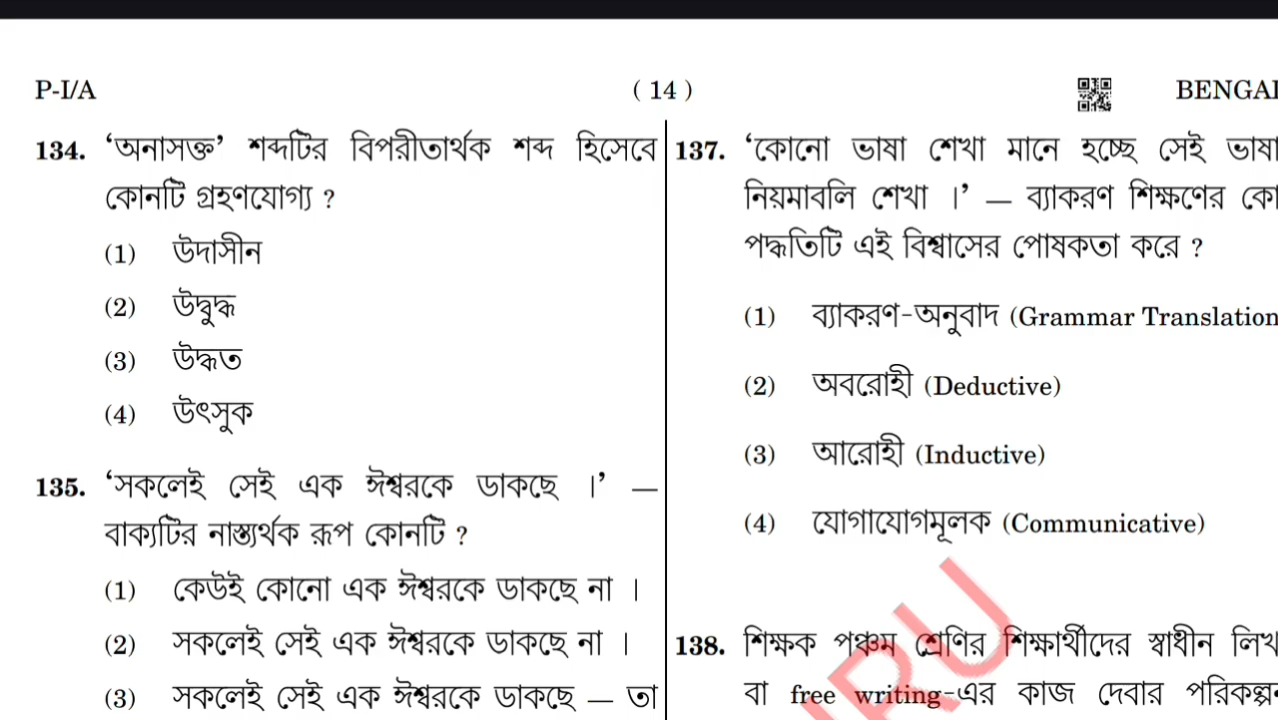 P-I/A
( 14 )
BENGAL
134. ‘অনাসক্ত’ শব্দটির বিপরীতার্থক শব্দ হিসেবে
কোনটি গ্রহণযোগ্য ?
(1) উদাসীন
(2) উদ্বুদ্ধ
(3) উদ্ধত
(4) উৎসুক
135. ‘সকলেই সেই এক ঈশ্বরকে ডাকছে ।’ —
বাক্যটির নাস্ত্যর্থক রূপ কোনটি ?
(1) কেউই কোনো এক ঈশ্বরকে ডাকছে না ।
(2) সকলেই সেই এক ঈশ্বরকে ডাকছে না ।
(3) সকলেই সেই এক ঈশ্বরকে ডাকছে — তা
137. ‘কোনো ভাষা শেখা মানে হচ্ছে সেই ভাষা
নিয়মাবলি শেখা ।’ — ব্যাকরণ শিক্ষণের কো
পদ্ধতিটি এই বিশ্বাসের পোষকতা করে ?
(1) ব্যাকরণ-অনুবাদ (Grammar Translation
(2) অবরোহী (Deductive)
(3) আরোহী (Inductive)
(4) যোগাযোগমূলক (Communicative)
138. শিক্ষক পঞ্চম শ্রেণির শিক্ষার্থীদের স্বাধীন লিখ
বা free writing-এর কাজ দেবার পরিকল্প